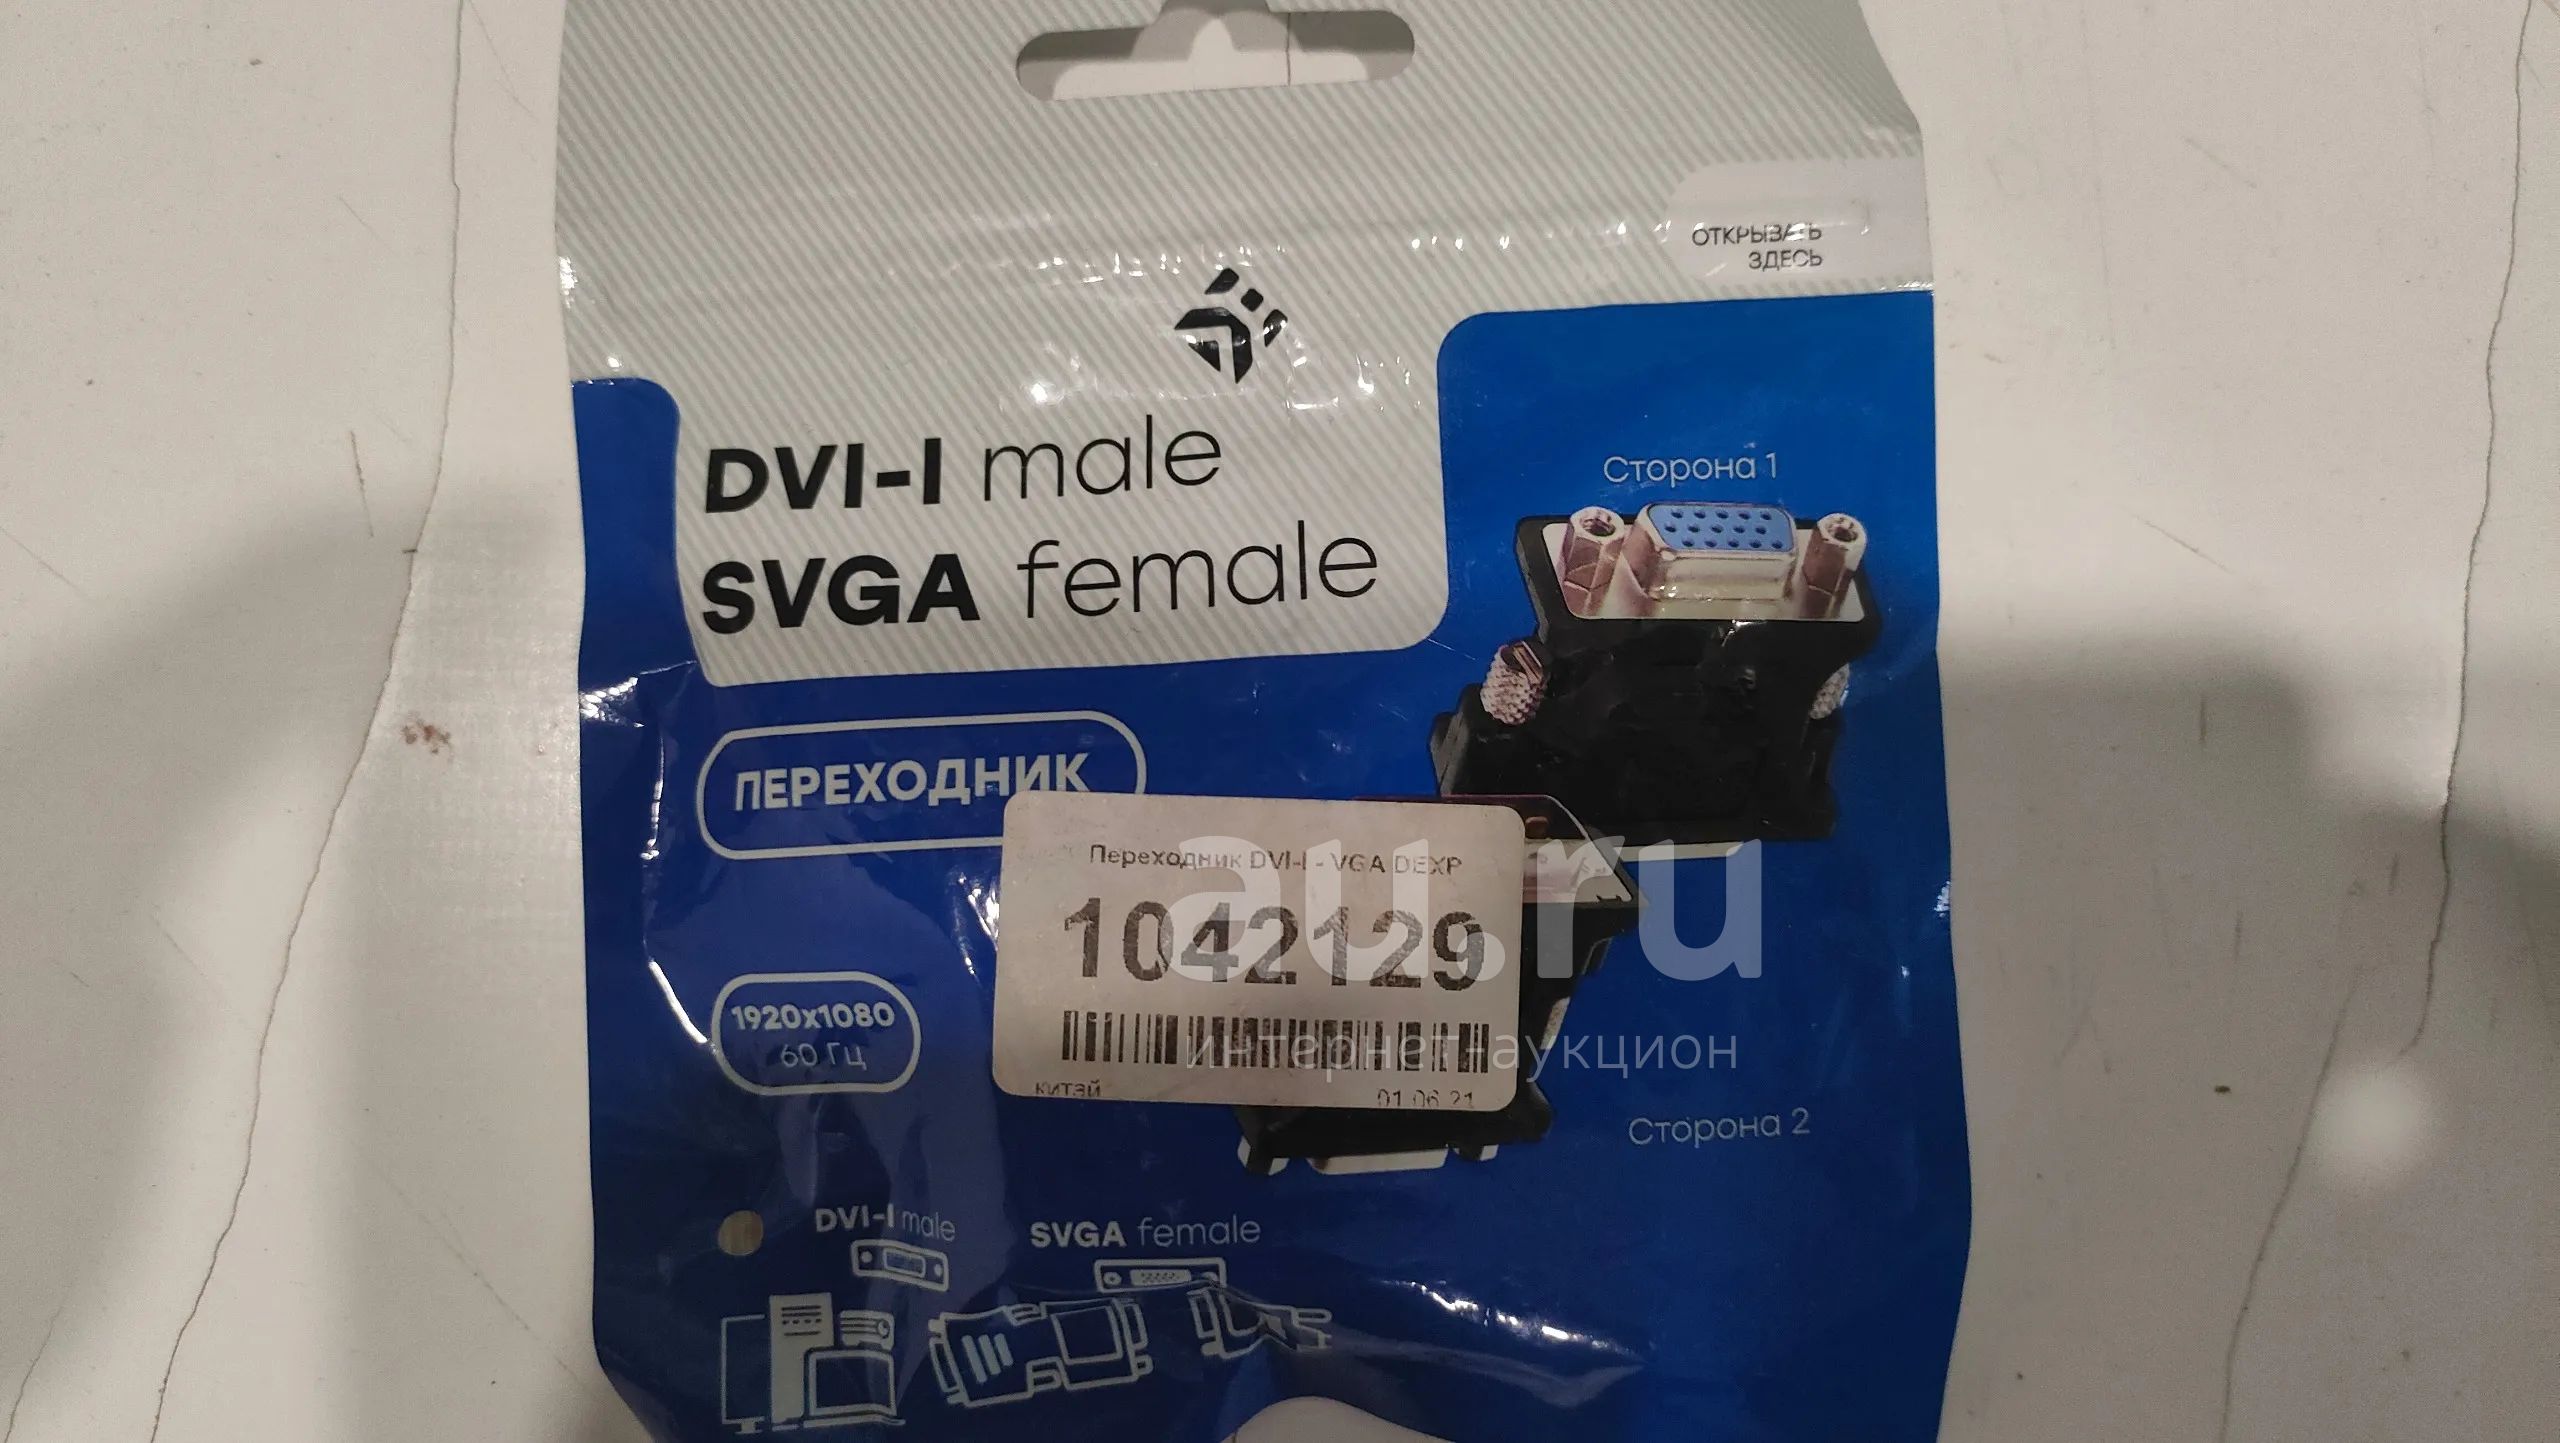 ОТКРЫВАТЬ
ЗДЕСЬ
DVI-I male
SVGA female
Сторона 1
ПЕРЕХОДНИК
Переходник DVI-I - VGA DEXP
1042129
китай
01.06.21
au.ru
интернет-аукцион
1920x1080
60 Гц
Сторона 2
DVI-I male
SVGA female